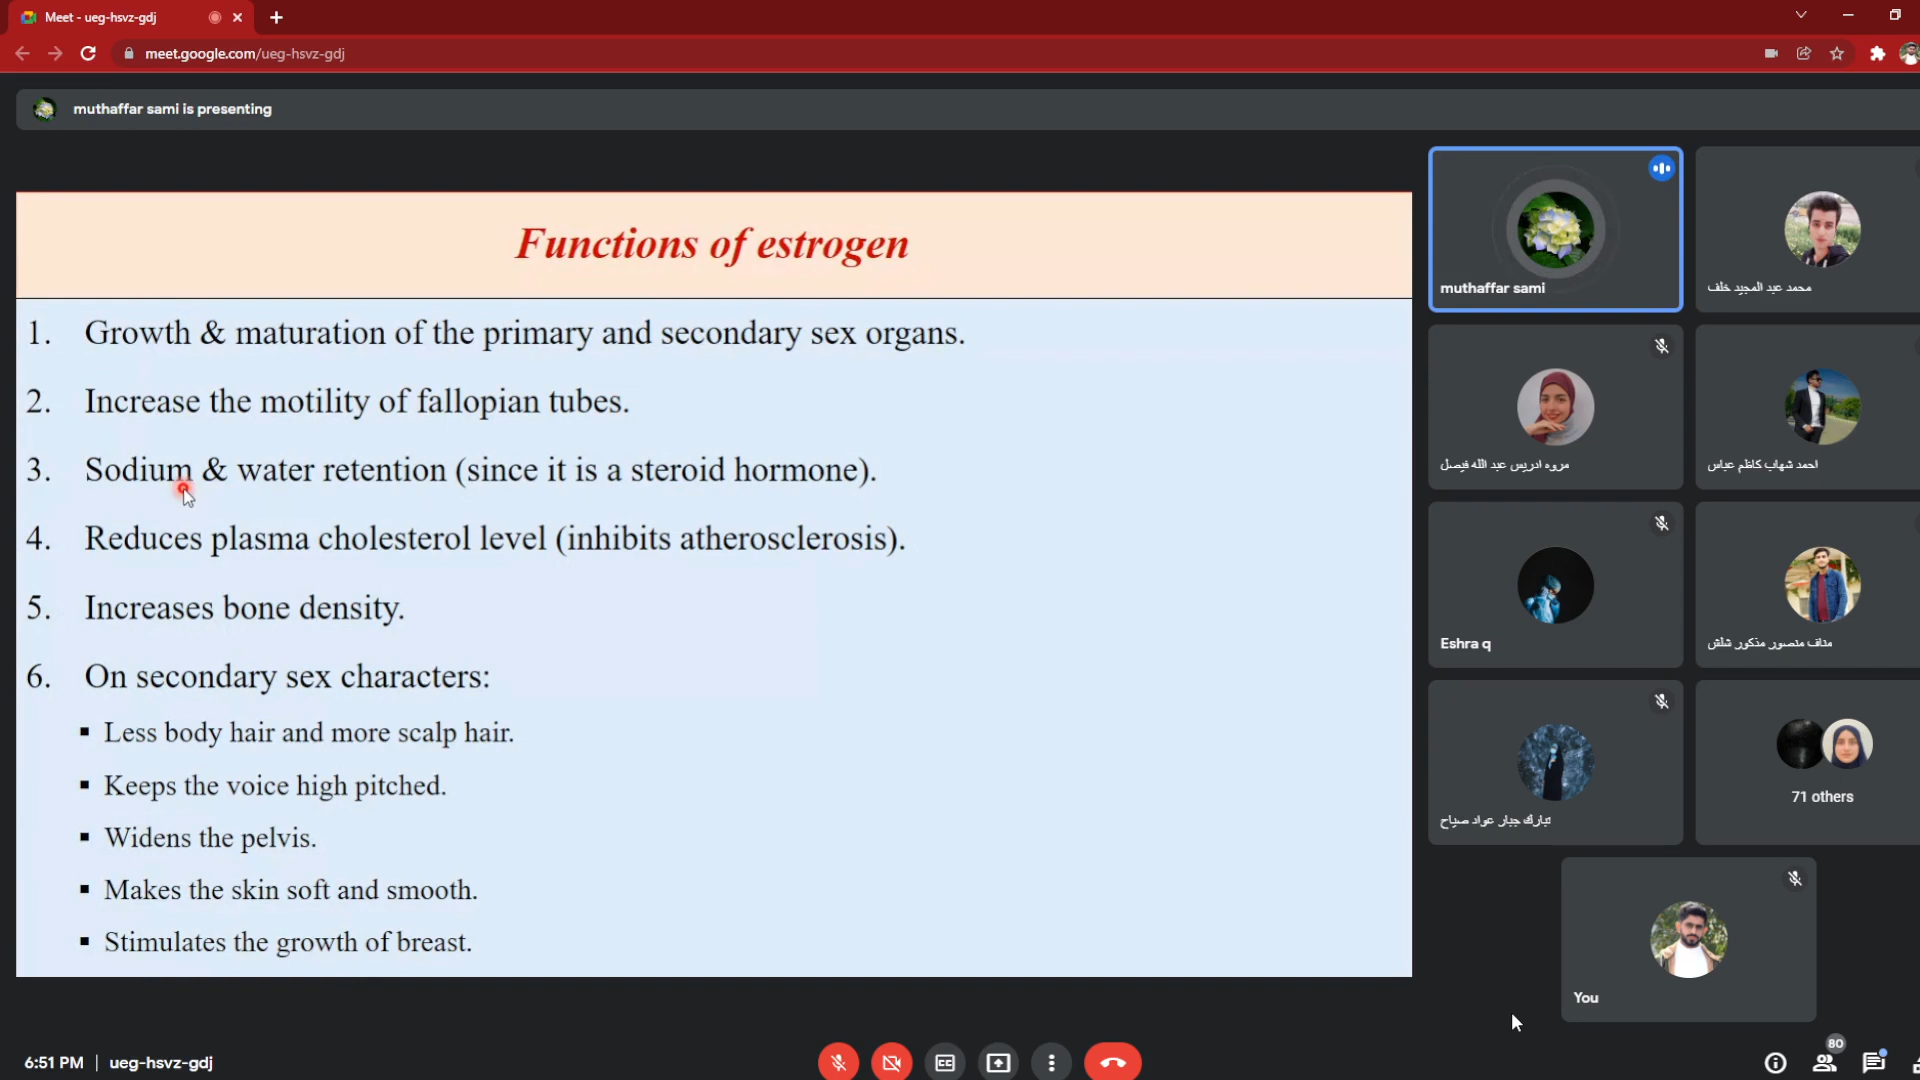 Meet - ueg-hsvz-gdj
meet.google.com/ueg-hsvz-gdj
muthaffar sami is presenting
Functions of estrogen
1. Growth & maturation of the primary and secondary sex organs.
2. Increase the motility of fallopian tubes.
3. Sodium & water retention (since it is a steroid hormone).
4. Reduces plasma cholesterol level (inhibits atherosclerosis).
5. Increases bone density.
6. On secondary sex characters:
▪ Less body hair and more scalp hair.
▪ Keeps the voice high pitched.
▪ Widens the pelvis.
▪ Makes the skin soft and smooth.
▪ Stimulates the growth of breast.
muthaffar sami
محمد عبد المجيد خلف
مروه ادريس عبد الله فيصل
احمد شهاب كاظم عباس
Eshra q
مناف منصور مذكور شلش
تبارك جبار عواد صياح
71 others
You
6:51 PM | ueg-hsvz-gdj
CC
80